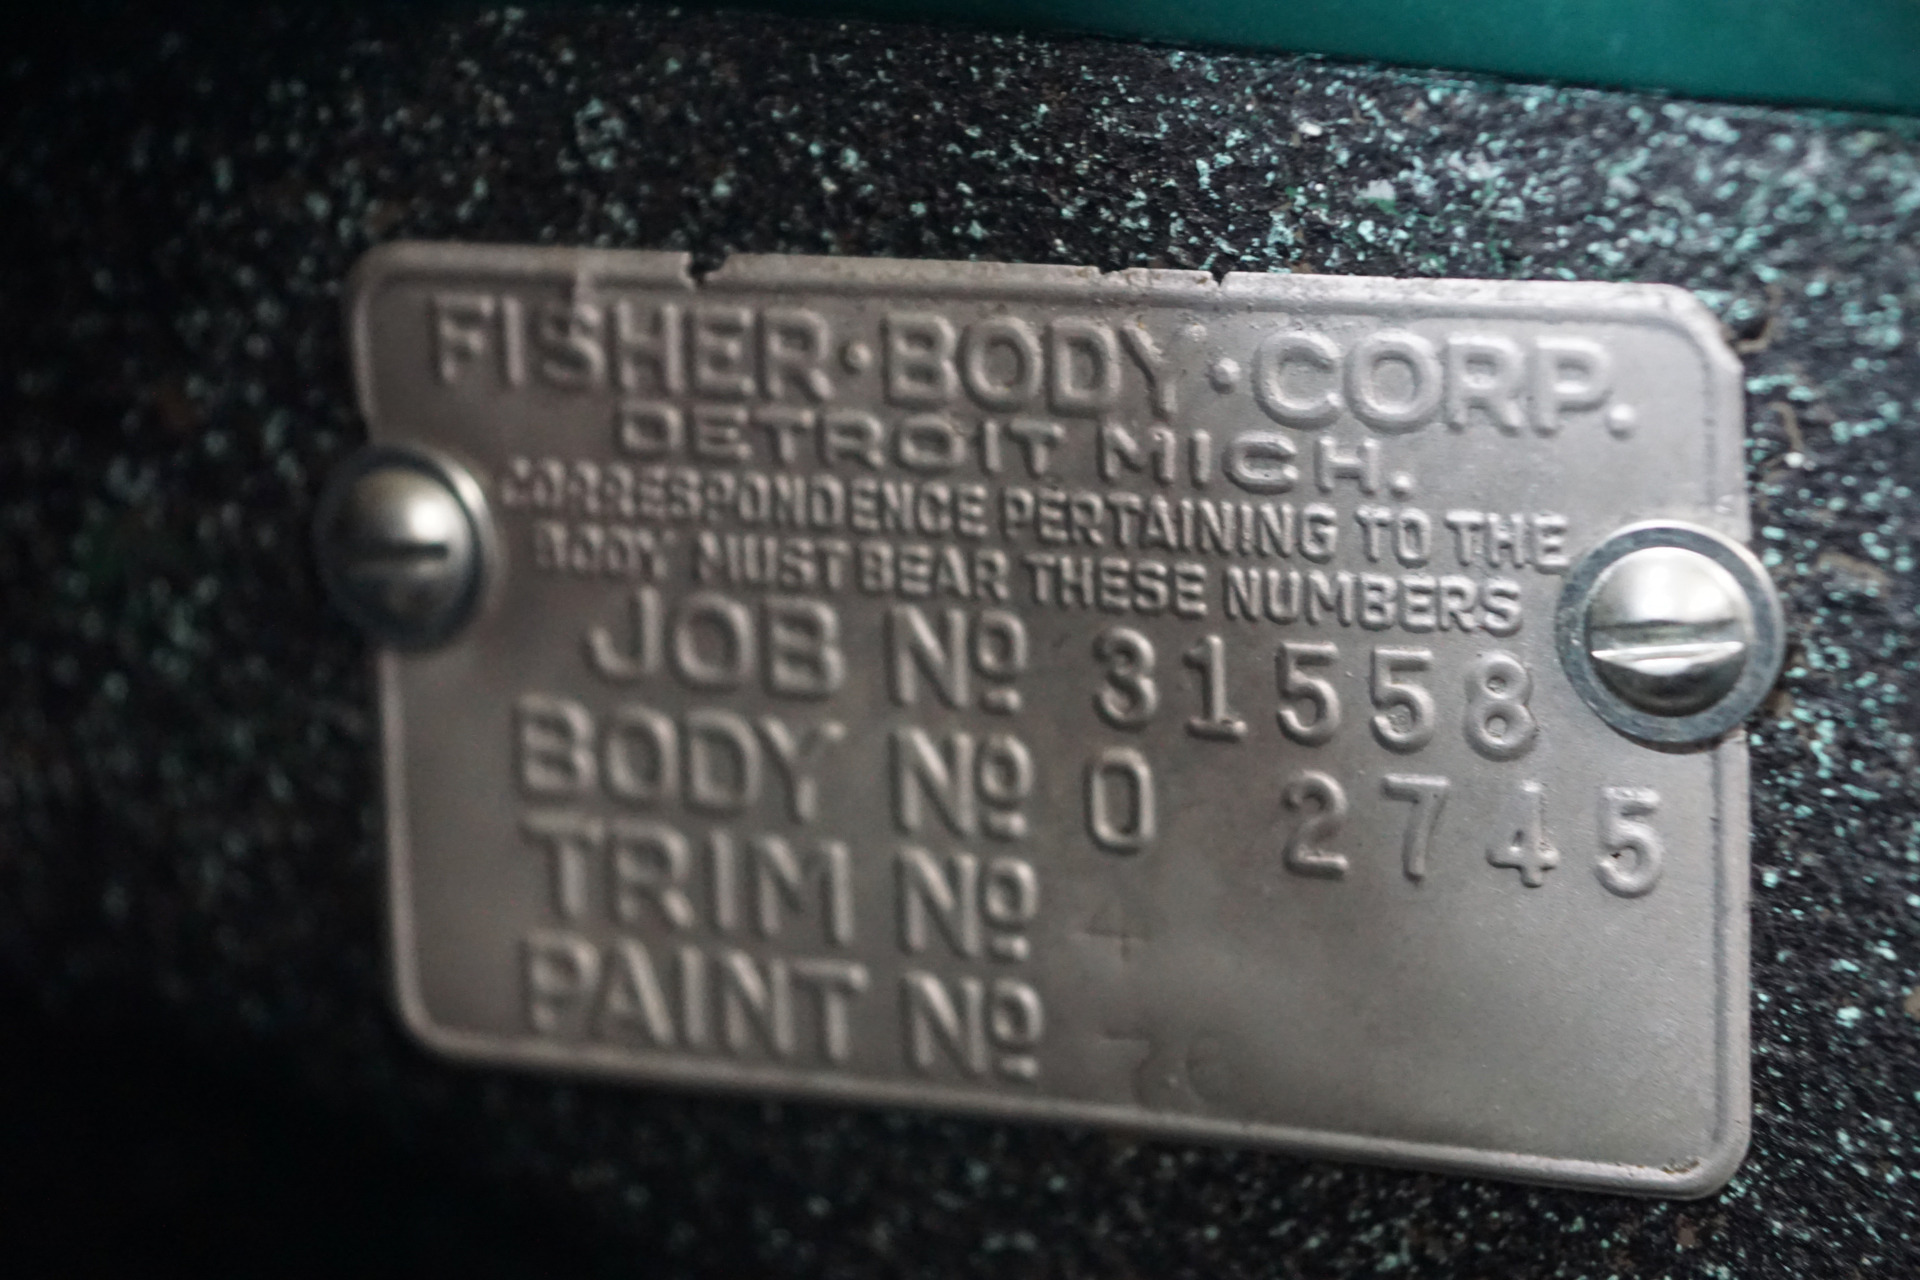 FISHER·BODY·CORP.
DETROIT MICH.
CORRESPONDENCE PERTAINING TO THE
BODY MUST BEAR THESE NUMBERS
JOB No 31558
BODY No 0 2745
TRIM No 4
PAINT No